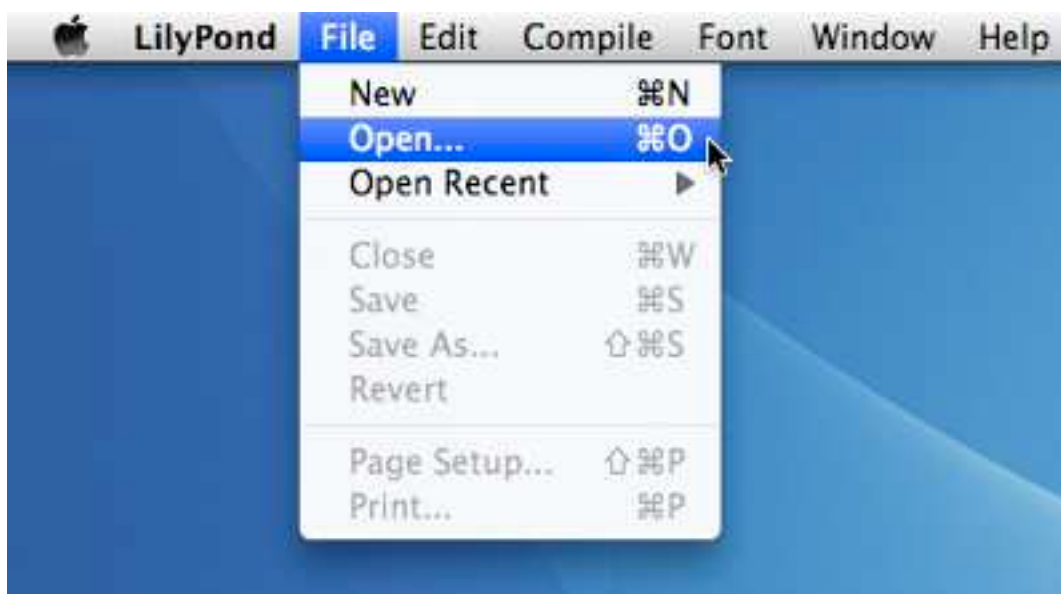 LilyPond File Edit Compile Font Window Help
New ⌘N
Open... ⌘O
Open Recent ▶
Close ⌘W
Save ⌘S
Save As... ⇧⌘S
Revert
Page Setup... ⇧⌘P
Print... ⌘P